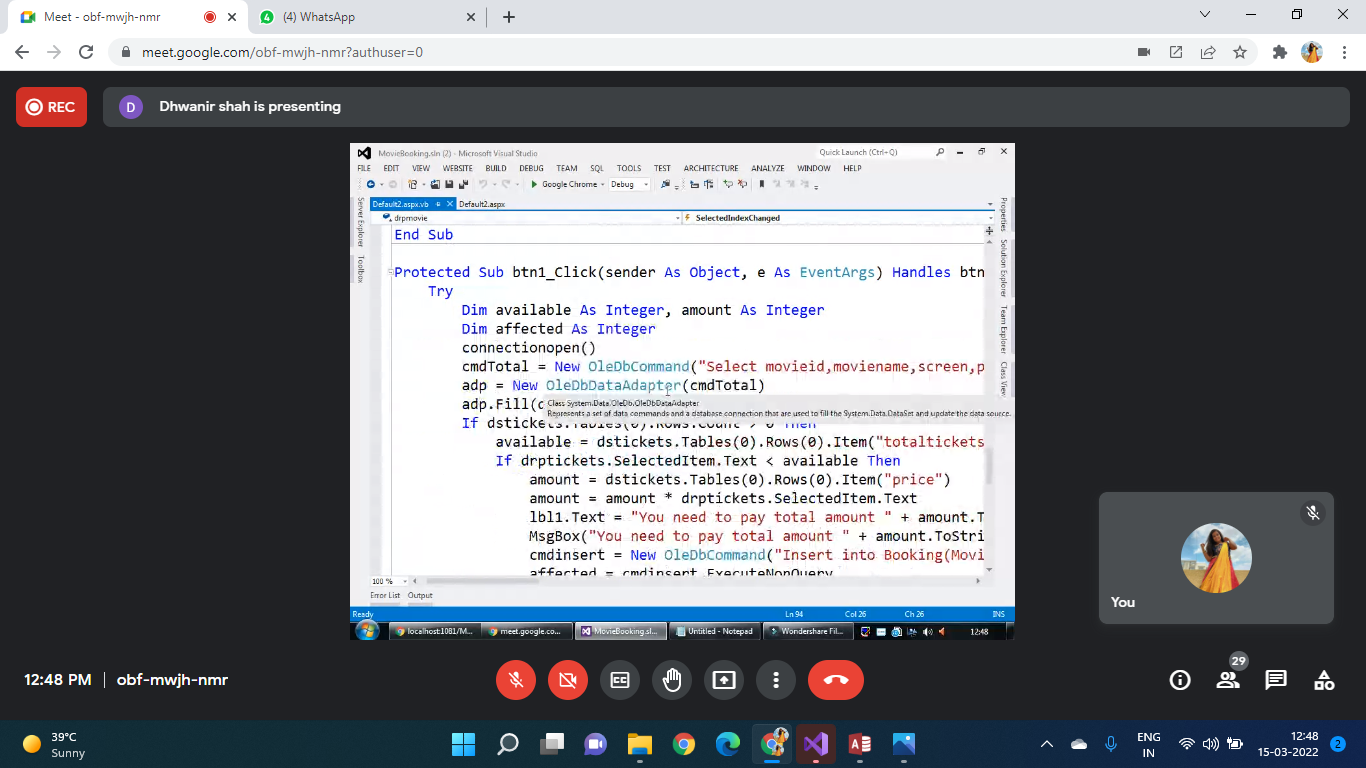 Meet - obf-mwjh-nmr
4 (4) WhatsApp
meet.google.com/obf-mwjh-nmr?authuser=0
REC
D Dhwanir shah is presenting
MovieBooking.sln (2) - Microsoft Visual Studio
Quick Launch (Ctrl+Q)
FILE EDIT VIEW WEBSITE BUILD DEBUG TEAM SQL TOOLS TEST ARCHITECTURE ANALYZE WINDOW HELP
Google Chrome Debug
Default2.aspx.vb Default2.aspx
drpmovie SelectedIndexChanged
Server Explorer
Toolbox
Properties
Solution Explorer
Team Explorer
Class View
End Sub
Protected Sub btn1_Click(sender As Object, e As EventArgs) Handles btn
Try
Dim available As Integer, amount As Integer
Dim affected As Integer
connectionopen()
cmdTotal = New OleDbCommand("Select movieid,moviename,screen,p
adp = New OleDbDataAdapter(cmdTotal)
adp.Fill(
Class System.Data.OleDb.OleDbDataAdapter
Represents a set of data commands and a database connection that are used to fill the System.Data.DataSet and update the data source.
If dstickets.Tables(0).Rows.Count > 0 Then
available = dstickets.Tables(0).Rows(0).Item("totaltickets
If drptickets.SelectedItem.Text < available Then
amount = dstickets.Tables(0).Rows(0).Item("price")
amount = amount * drptickets.SelectedItem.Text
lbl1.Text = "You need to pay total amount " + amount.T
MsgBox("You need to pay total amount " + amount.ToStri
cmdinsert = New OleDbCommand("Insert into Booking(Movi
affected = cmdinsert.ExecuteNonQuery
100 %
Error List Output
Ready Ln 94 Col 26 Ch 26 INS
localhost:1081/M... meet.google.co... MovieBooking.sl... Untitled - Notepad Wondershare Fil... 12:48
You
12:48 PM obf-mwjh-nmr
29
39°C
Sunny
ENG
IN
12:48
15-03-2022
2